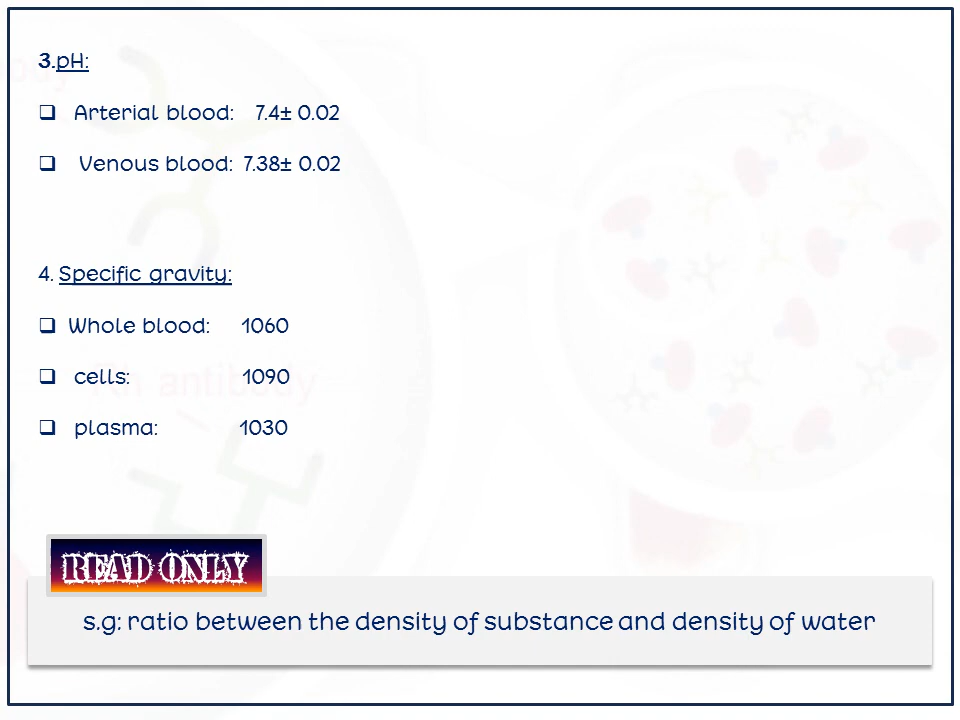 3.pH:
❑ Arterial blood: 7.4± 0.02
❑ Venous blood: 7.38± 0.02
4. Specific gravity:
❑ Whole blood: 1060
❑ cells: 1090
antibody
❑ plasma: 1030
READ ONLY
s.g: ratio between the density of substance and density of water